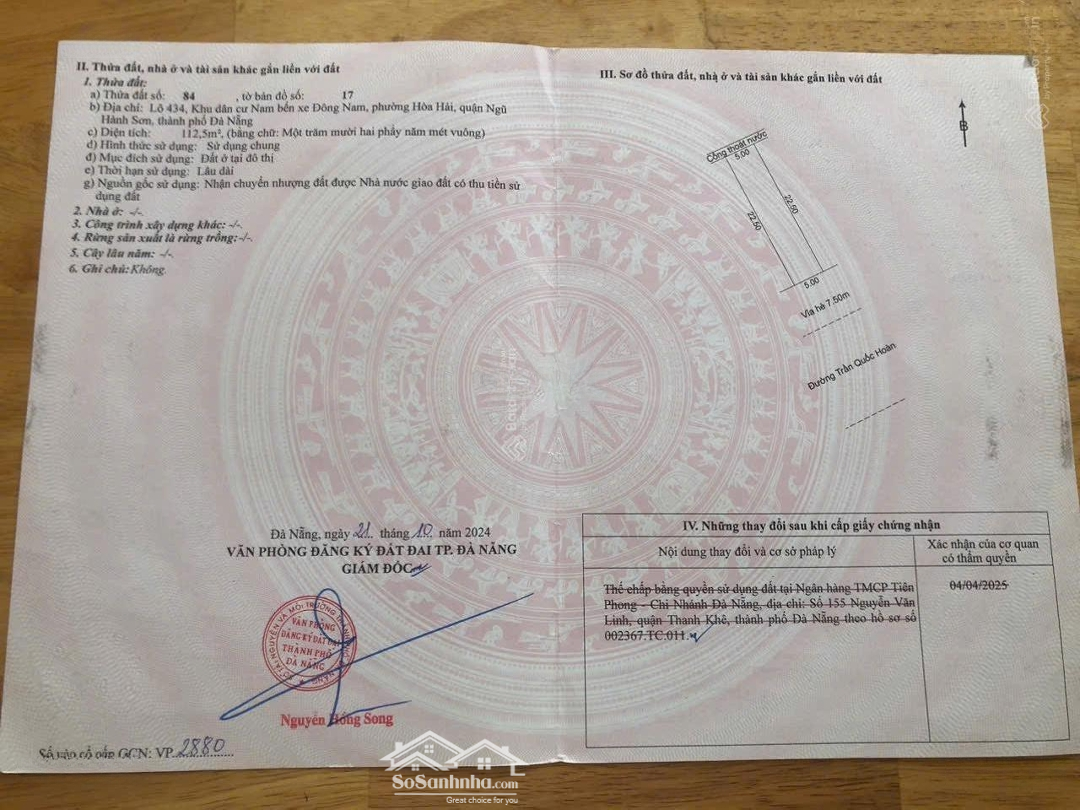 II. Thửa đất, nhà ở và tài sản khác gắn liền với đất
1. Thửa đất:
a) Thửa đất số: 84 , tờ bản đồ số: 17
b) Địa chỉ: Lô 434, Khu dân cư Nam bến xe Đông Nam, phường Hòa Hải, quận Ngũ
Hành Sơn, thành phố Đà Nẵng
c) Diện tích: 112,5m², (bằng chữ: Một trăm mười hai phẩy năm mét vuông)
d) Hình thức sử dụng: Sử dụng chung
đ) Mục đích sử dụng: Đất ở tại đô thị
e) Thời hạn sử dụng: Lâu dài
g) Nguồn gốc sử dụng: Nhận chuyển nhượng đất được Nhà nước giao đất có thu tiền sử
dụng đất
2. Nhà ở: -/-.
3. Công trình xây dựng khác: -/-.
4. Rừng sản xuất là rừng trồng:-/-.
5. Cây lâu năm: -/-.
6. Ghi chú: Không.
Đà Nẵng, ngày 21 tháng 10 năm 2024
VĂN PHÒNG ĐĂNG KÝ ĐẤT ĐAI TP. ĐÀ NẴNG
GIÁM ĐỐC
VĂN PHÒNG
ĐĂNG KÝ ĐẤT ĐAI
THÀNH PHỐ
ĐÀ NẴNG
Nguyễn Hồng Song
Số vào sổ cấp GCN: VP 2880
III. Sơ đồ thửa đất, nhà ở và tài sản khác gắn liền với đất
B
Cống thoát nước
5.00
22.50
22.50
5.00
Vỉa hè 7.50m
Đường Trần Quốc Hoàn
IV. Những thay đổi sau khi cấp giấy chứng nhận
Nội dung thay đổi và cơ sở pháp lý
Xác nhận của cơ quan
có thẩm quyền
Thế chấp bằng quyền sử dụng đất tại Ngân hàng TMCP Tiên
Phong - Chi Nhánh Đà Nẵng, địa chỉ: Số 155 Nguyễn Văn
Linh, quận Thanh Khê, thành phố Đà Nẵng theo hồ sơ số
002367.TC.011.
04/04/2025
SoSanhnha.com
Great choice for you